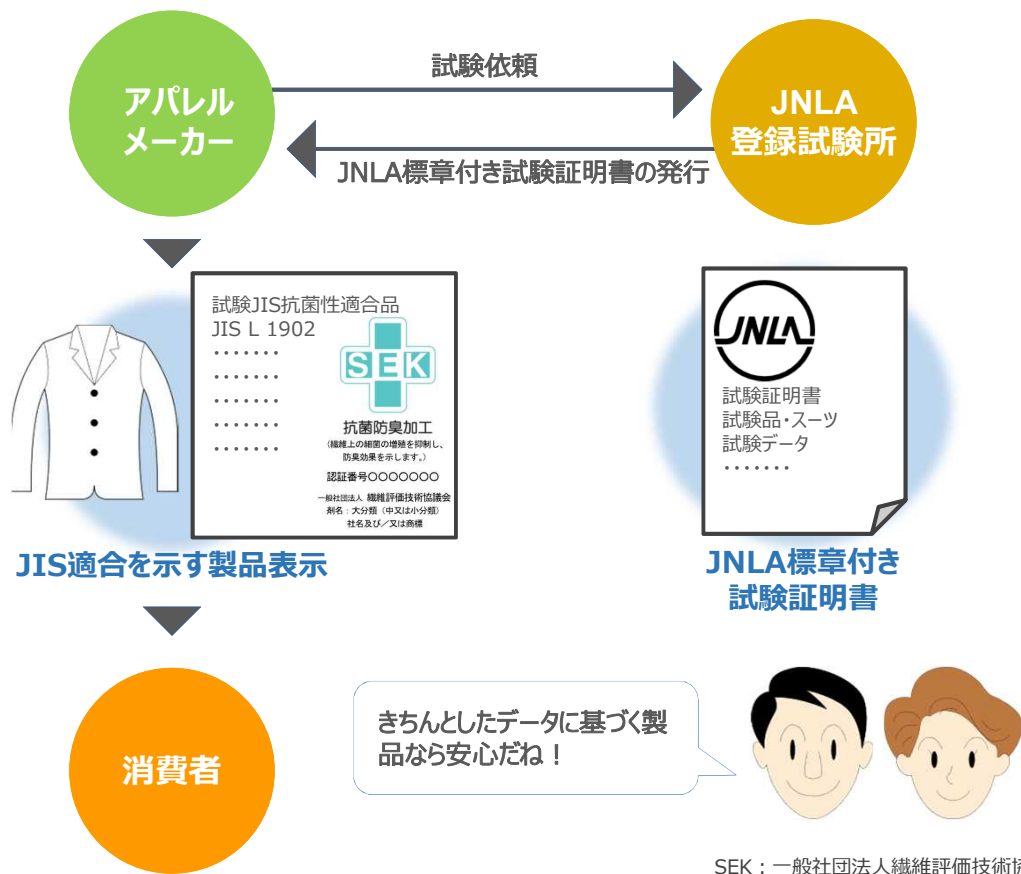 試験依頼
アパレル
メーカー
JNLA
登録試験所
JNLA標章付き試験証明書の発行
試験JIS抗菌性適合品
JIS L 1902
・・・・・・・
・・・・・・・
・・・・・・・
・・・・・・・
・・・・・・・
SEK
抗菌防臭加工
(繊維上の細菌の増殖を抑制し、
防臭効果を示します。)
認証番号〇〇〇〇〇〇〇
一般社団法人 繊維評価技術協議会
剤名：大分類（中又は小分類）
社名及び／又は商標
JNLA
試験証明書
試験品・スーツ
試験データ
・・・・・・・
JIS適合を示す製品表示
JNLA標章付き
試験証明書
きちんとしたデータに基づく製
品なら安心だね！
消費者
SEK：一般社団法人繊維評価技術